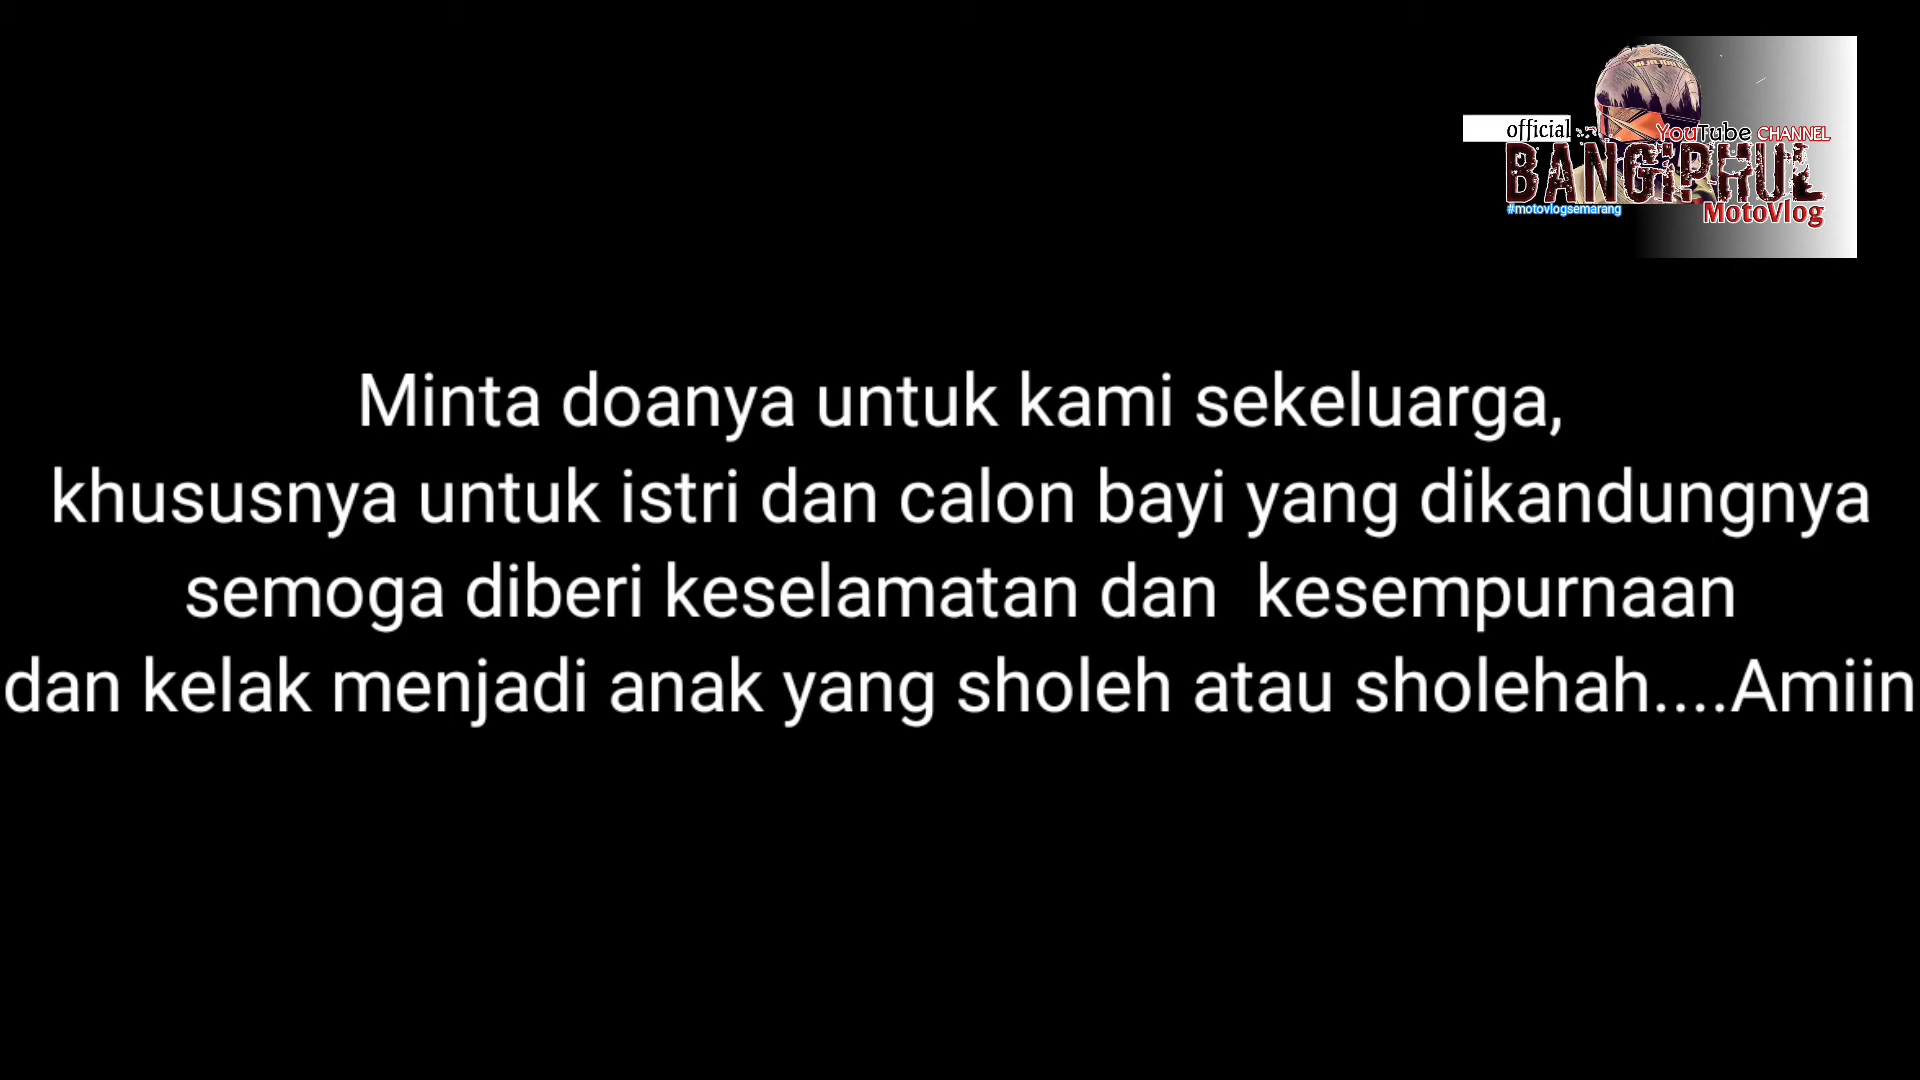 official
YouTube CHANNEL
BANGIPHUL
#motovlogsemarang
MotoVlog
Minta doanya untuk kami sekeluarga,
khususnya untuk istri dan calon bayi yang dikandungnya
semoga diberi keselamatan dan  kesempurnaan
dan kelak menjadi anak yang sholeh atau sholehah....Amiin